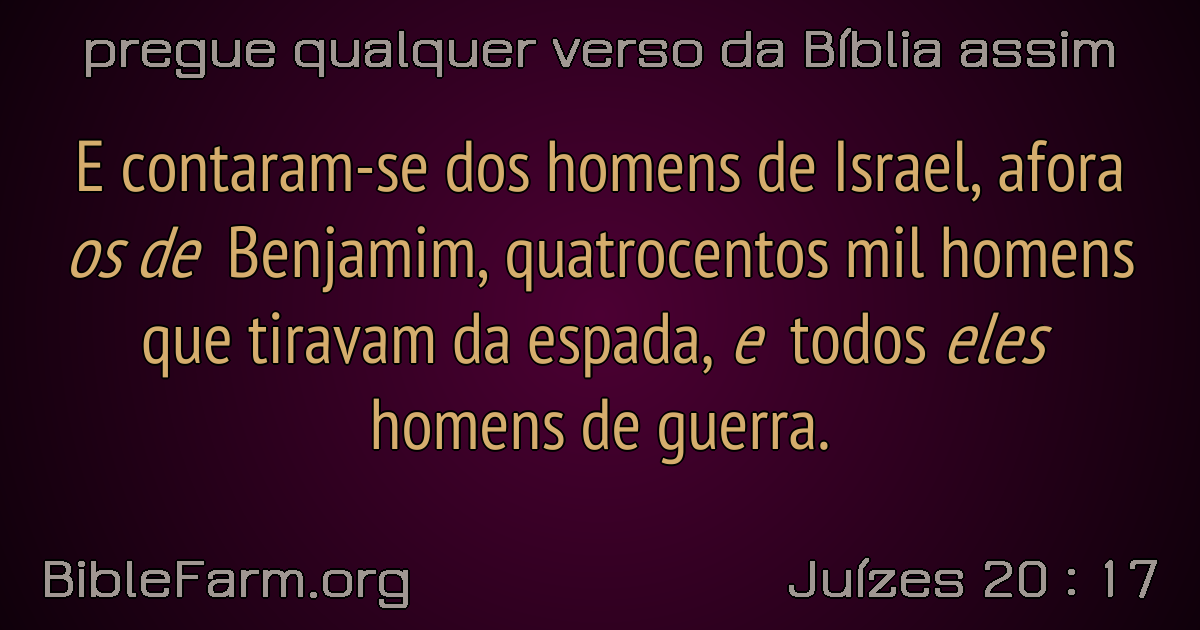 pregue qualquer verso da Bíblia assim
E contaram-se dos homens de Israel, afora
os de Benjamim, quatrocentos mil homens
que tiravam da espada, e todos eles
homens de guerra.
BibleFarm.org
Juízes 20 : 17